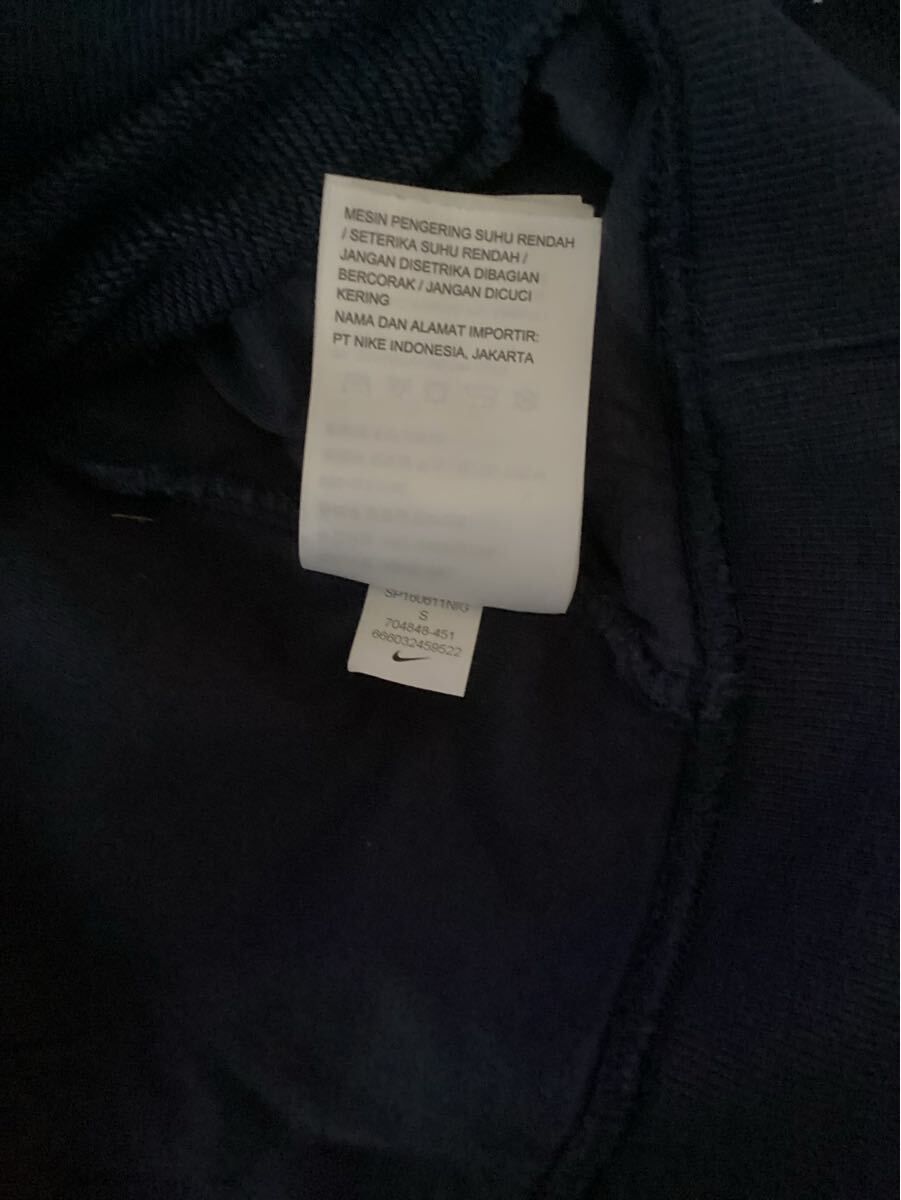 MESIN PENGERING SUHU RENDAH
/ SETERIKA SUHU RENDAH /
JANGAN DISETRIKA DIBAGIAN
BERCORAK / JANGAN DICUCI
KERING
NAMA DAN ALAMAT IMPORTIR:
PT NIKE INDONESIA, JAKARTA
SP160611NIG
S
704848-451
666032459522